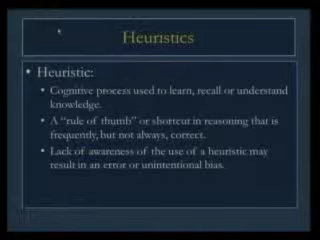 Heuristics
• Heuristic:
• Cognitive process used to learn, recall or understand
knowledge.
• A "rule of thumb" or shortcut in reasoning that is
frequently, but not always, correct.
• Lack of awareness of the use of a heuristic may
result in an error or unintentional bias.